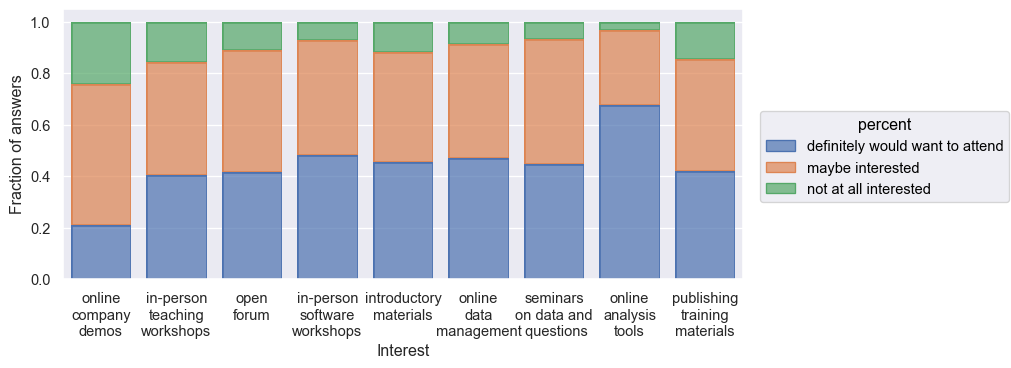 1.0
0.8
0.6
0.4
0.2
0.0
Fraction of answers
online
company
demos
in-person
teaching
workshops
open
forum
in-person
software
workshops
introductory
materials
online
data
management
seminars
on data and
questions
online
analysis
tools
publishing
training
materials
Interest
percent
definitely would want to attend
maybe interested
not at all interested